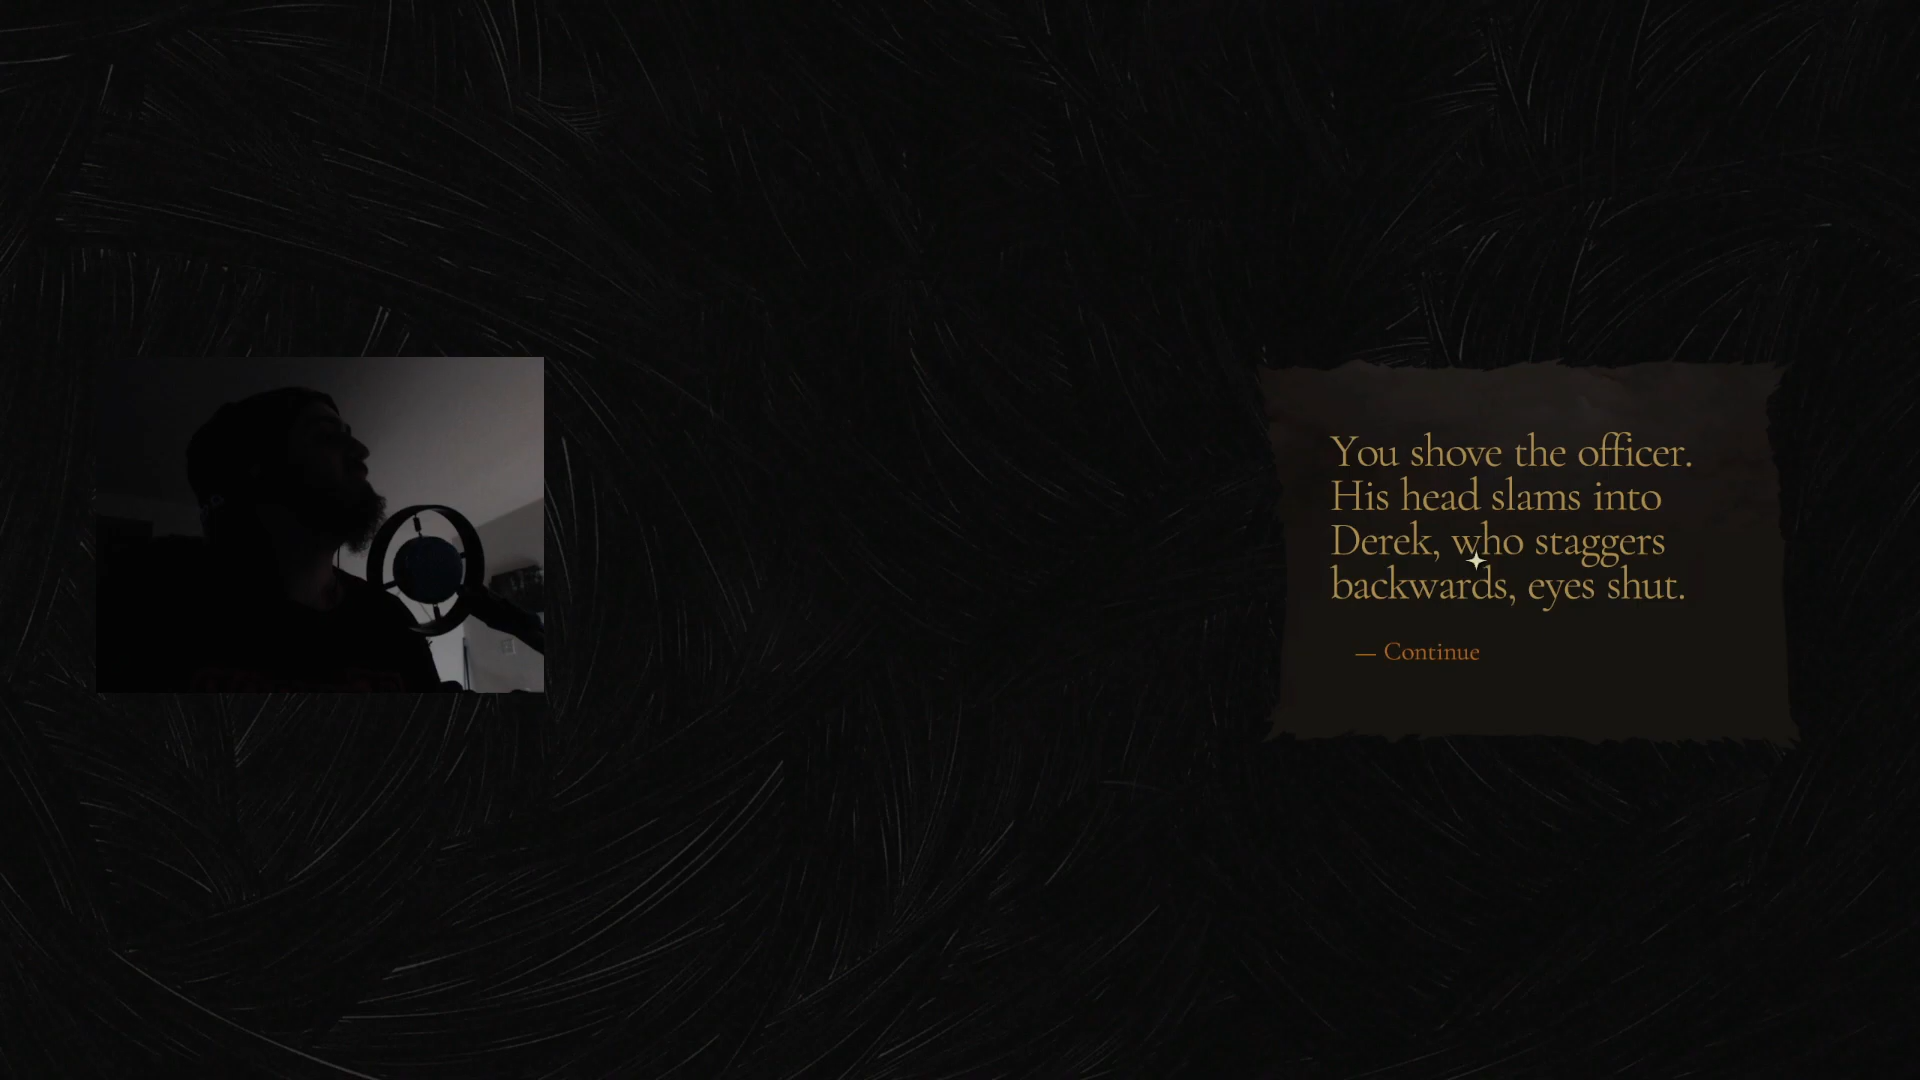 You shove the officer.
His head slams into
Derek, who staggers
backwards, eyes shut.
— Continue